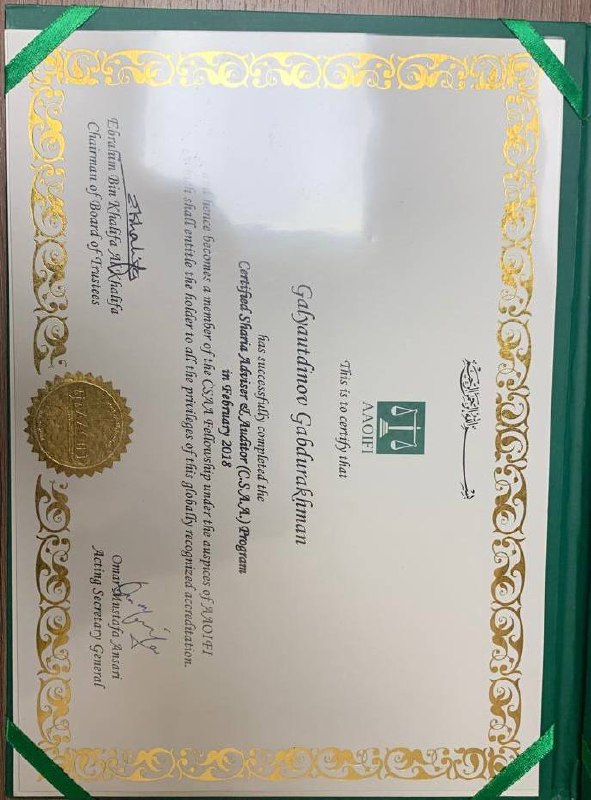 بسم الله الرحمن الرحيم
AAOIFI
This is to certify that
Galyautdinov Gabdurakhman
has successfully completed the
Certified Sharia Adviser & Auditor (C.S.A.A.) Program
in February 2018
and hence becomes a member of the CSAA Fellowship under the auspices of AAOIFI
which shall entitle the holder to all the privileges of this globally recognized accreditation.
Ebrahim Bin Khalifa Al Khalifa
Chairman of Board of Trustees
Omar Mustafa Ansari
Acting Secretary General
AAOIFI